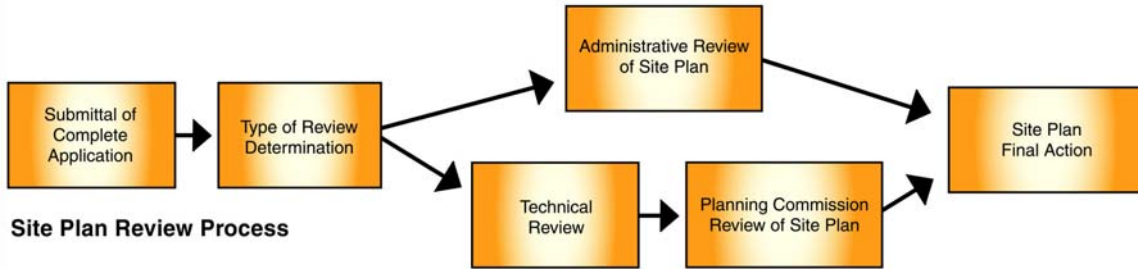 Submittal of
Complete
Application
Type of Review
Determination
Administrative Review
of Site Plan
Technical
Review
Planning Commission
Review of Site Plan
Site Plan
Final Action
Site Plan Review Process